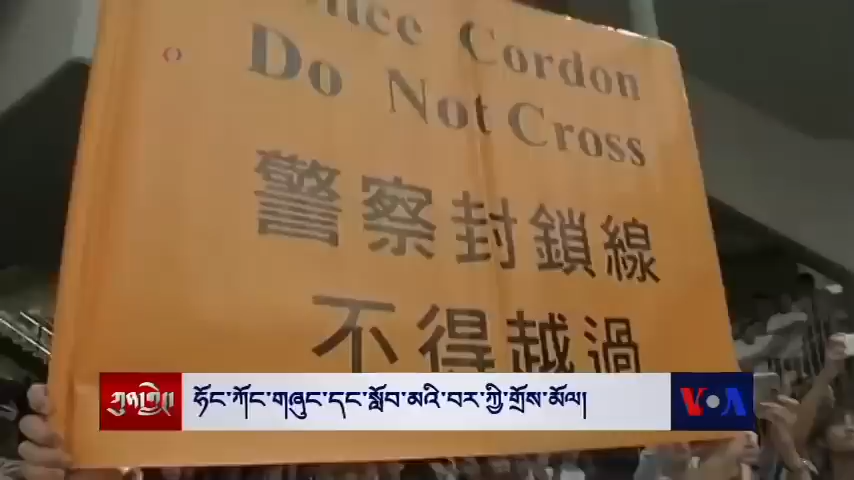 Cordon
Do Not Cross
警察封鎖線
不得越過
ཀུན་གླེང།
ཧོང་ཀོང་གཞུང་དང་སློབ་མའི་བར་ཀྱི་གྲོས་མོལ།
VOA